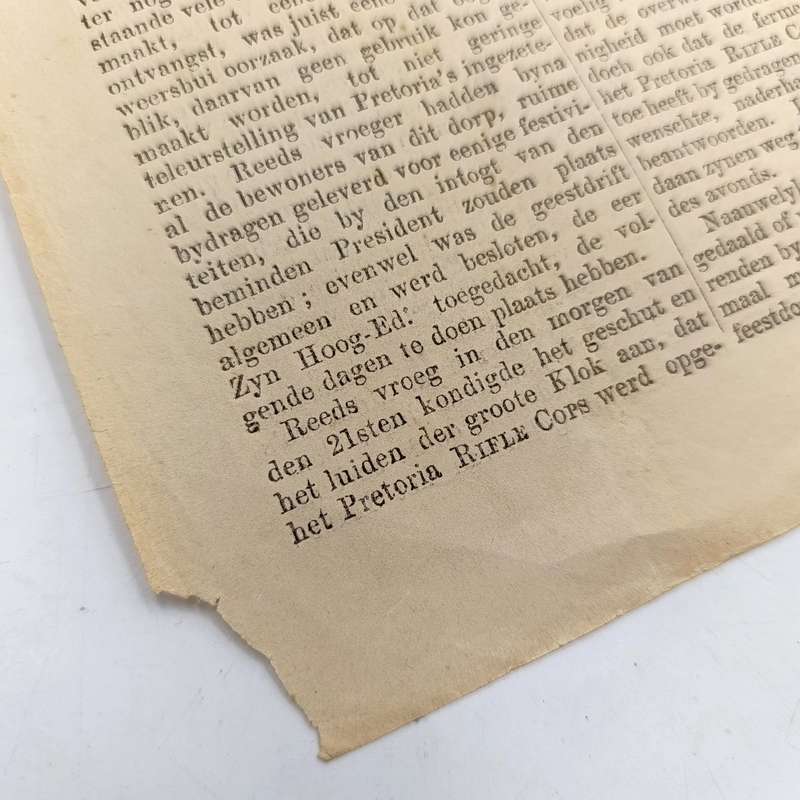 ter nog
staande vele
maakt, tot
ontvangst, was juist
weersbui oorzaak, dat op dat
blik, daarvan geen gebruik kon ge-
maakt worden, tot niet geringe
teleurstelling van Pretoria's ingezete-
nen. Reeds vroeger hadden byna
al de bewoners van dit dorp, ruime
bydragen geleverd voor eenige festivi-
teiten, die by den intogt van den
beminden President zouden plaats
hebben; evenwel was de geestdrift
algemeen en werd besloten, de eer
Zyn Hoog-Ed: toegedacht, de vol-
gende dagen te doen plaats hebben.
Reeds vroeg in den morgen van
den 21sten kondigde het geschut en
het luiden der groote Klok aan, dat
het Pretoria RIFLE COPS werd opge-
voelig
dat de overw
nigheid moet word
doch ook dat de ferme
het Pretoria RIFLE C
toe heeft by gedragen
wenschte, naderha
beantwoorden.
daan zynen weg
des avonds.
Naauwelyk
gedaald of
renden by
maal m
feestdo